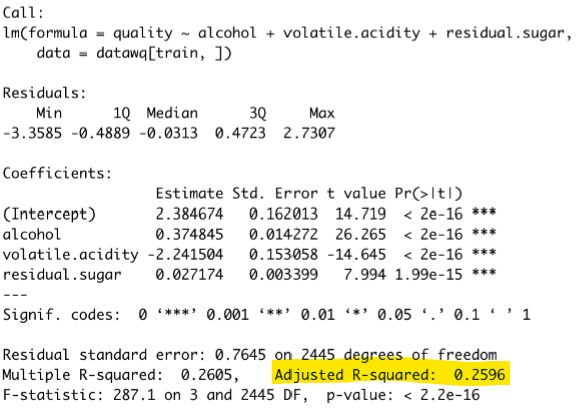 Call:
lm(formula = quality ~ alcohol + volatile.acidity + residual.sugar,
    data = datawq[train, ])
Residuals:
    Min      1Q  Median      3Q     Max
-3.3585 -0.4889 -0.0313  0.4723  2.7307
Coefficients:
                  Estimate Std. Error t value Pr(>|t|)
(Intercept)       2.384674   0.162013  14.719  < 2e-16 ***
alcohol           0.374845   0.014272  26.265  < 2e-16 ***
volatile.acidity -2.241504   0.153058 -14.645  < 2e-16 ***
residual.sugar    0.027174   0.003399   7.994 1.99e-15 ***
---
Signif. codes:  0 ‘***’ 0.001 ‘**’ 0.01 ‘*’ 0.05 ‘.’ 0.1 ‘ ’ 1
Residual standard error: 0.7645 on 2445 degrees of freedom
Multiple R-squared:  0.2605,    Adjusted R-squared:  0.2596
F-statistic: 287.1 on 3 and 2445 DF,  p-value: < 2.2e-16